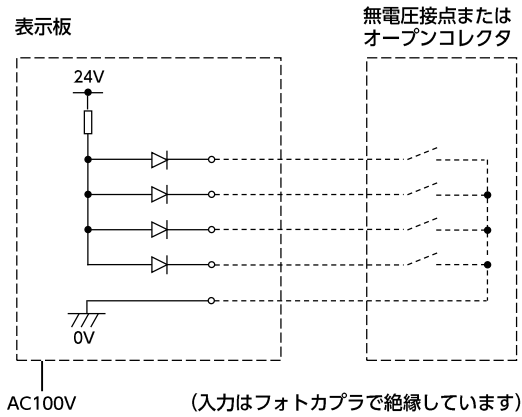 表示板
無電圧接点または
オープンコレクタ
24V
0V
AC100V
(入力はフォトカプラで絶縁しています)